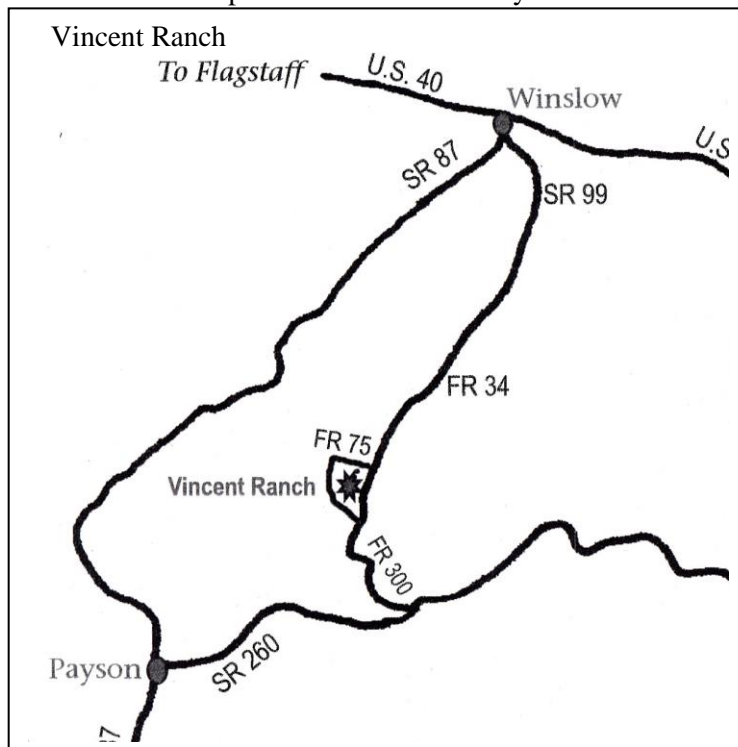 Vincent Ranch
To Flagstaff
U.S. 40
Winslow
SR 87
SR 99
FR 34
FR 75
Vincent Ranch
FR 300
SR 260
Payson